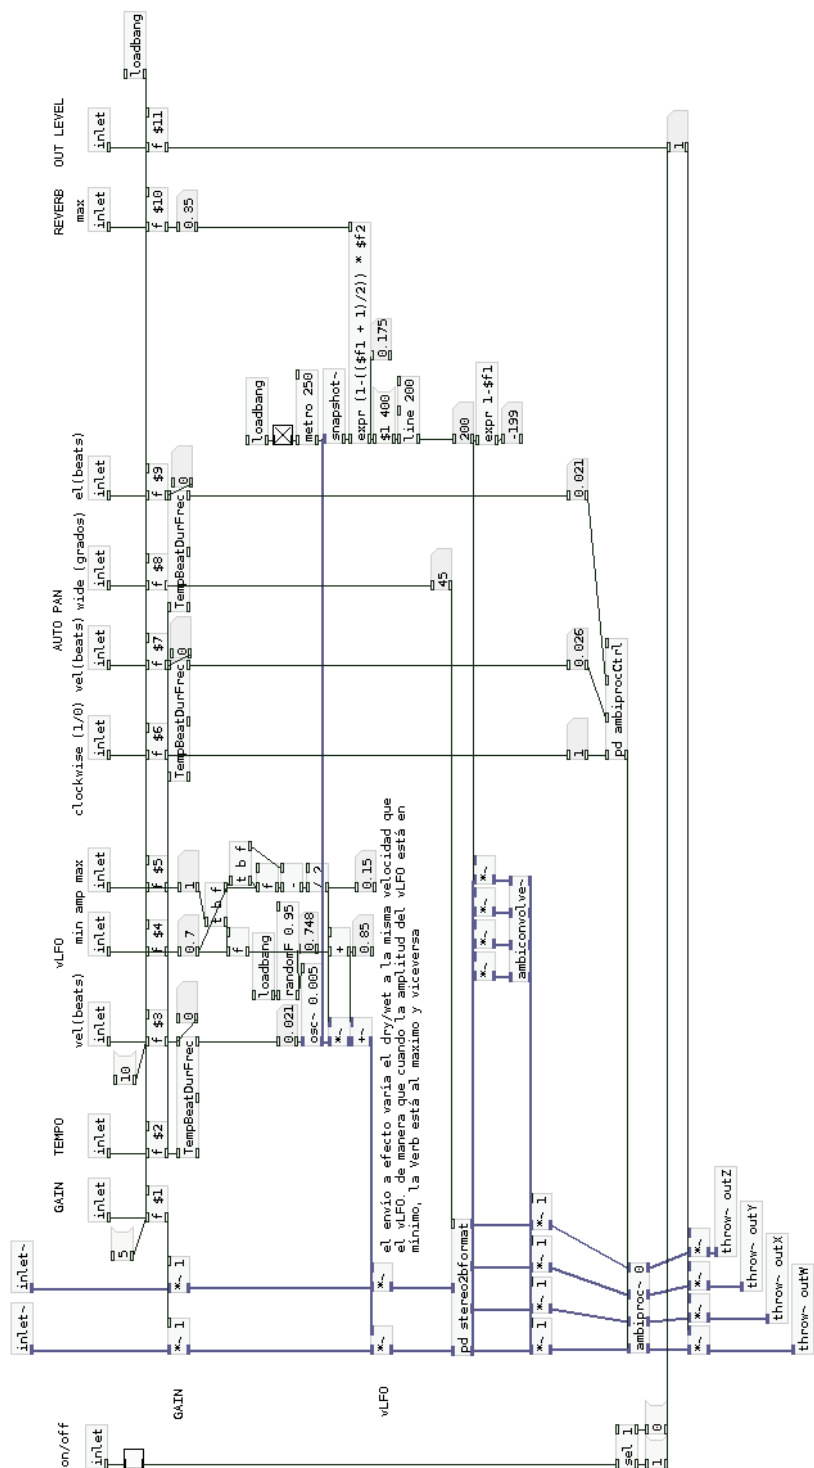 inlet~ inlet~
on/off GAIN TEMPO vLFO AUTO PAN REVERB OUT LEVEL
vel(beats) min amp max clockwise (1/0) vel(beats) wide (grados) el(beats) max
inlet inlet inlet inlet inlet inlet inlet inlet inlet inlet inlet inlet
5 10 loadbang
f $1 f $2 f $3 f $4 f $5 f $6 f $7 f $8 f $9 f $10 f $11
GAIN *~ 1 *~ 1 TempBeatDurFrec 0 0.7 1 TempBeatDurFrec 0 TempBeatDurFrec 0 0.35
t b f
f t b f
loadbang f loadbang
randomF 0.95 -
0.021 metro 250
osc~ 0.005 0.748 / 2
*~ + snapshot~
+~ 0.85 0.15 expr (1-(($f1 + 1)/2)) * $f2
vLFO *~ *~ $1 400 0.175
line 200
el envío a efecto varía el dry/wet a la misma velocidad que
el vLFO. de manera que cuando la amplitud del vLFO está en
mínimo, la Verb está al maximo y viceversa
45
pd stereo2bformat 200
*~ *~ *~ *~ expr 1-$f1
ambiconvolve~ -199
*~ 1 *~ 1 *~ 1 *~ 1
1 0.026 0.021
pd ambiprocCtrl
sel 1 ambiproc~ 0
1 0
1
*~ *~ *~ *~
throw~ outZ
throw~ outY
throw~ outX
throw~ outW